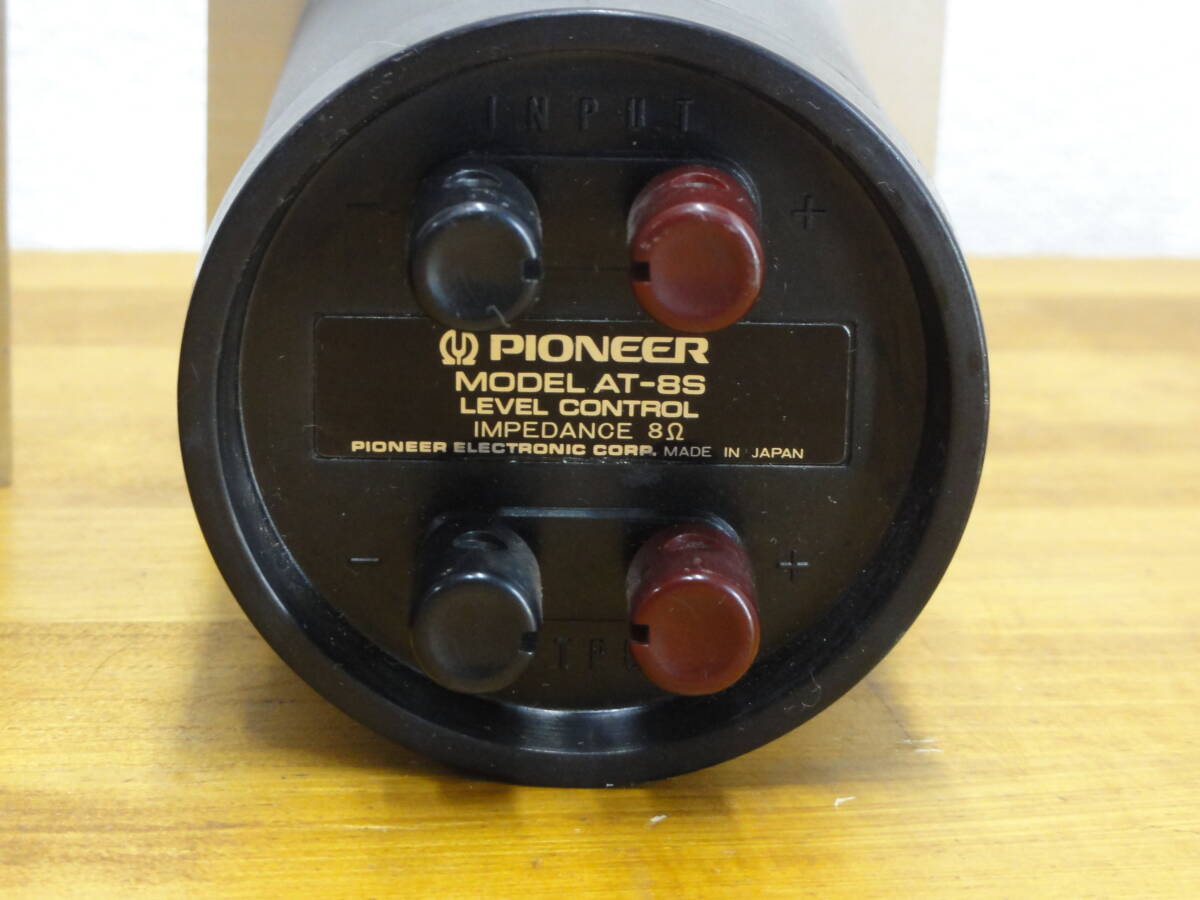 INPUT
− +
PIONEER
MODEL AT-8S
LEVEL CONTROL
IMPEDANCE 8Ω
PIONEER ELECTRONIC CORP. MADE IN JAPAN
− +